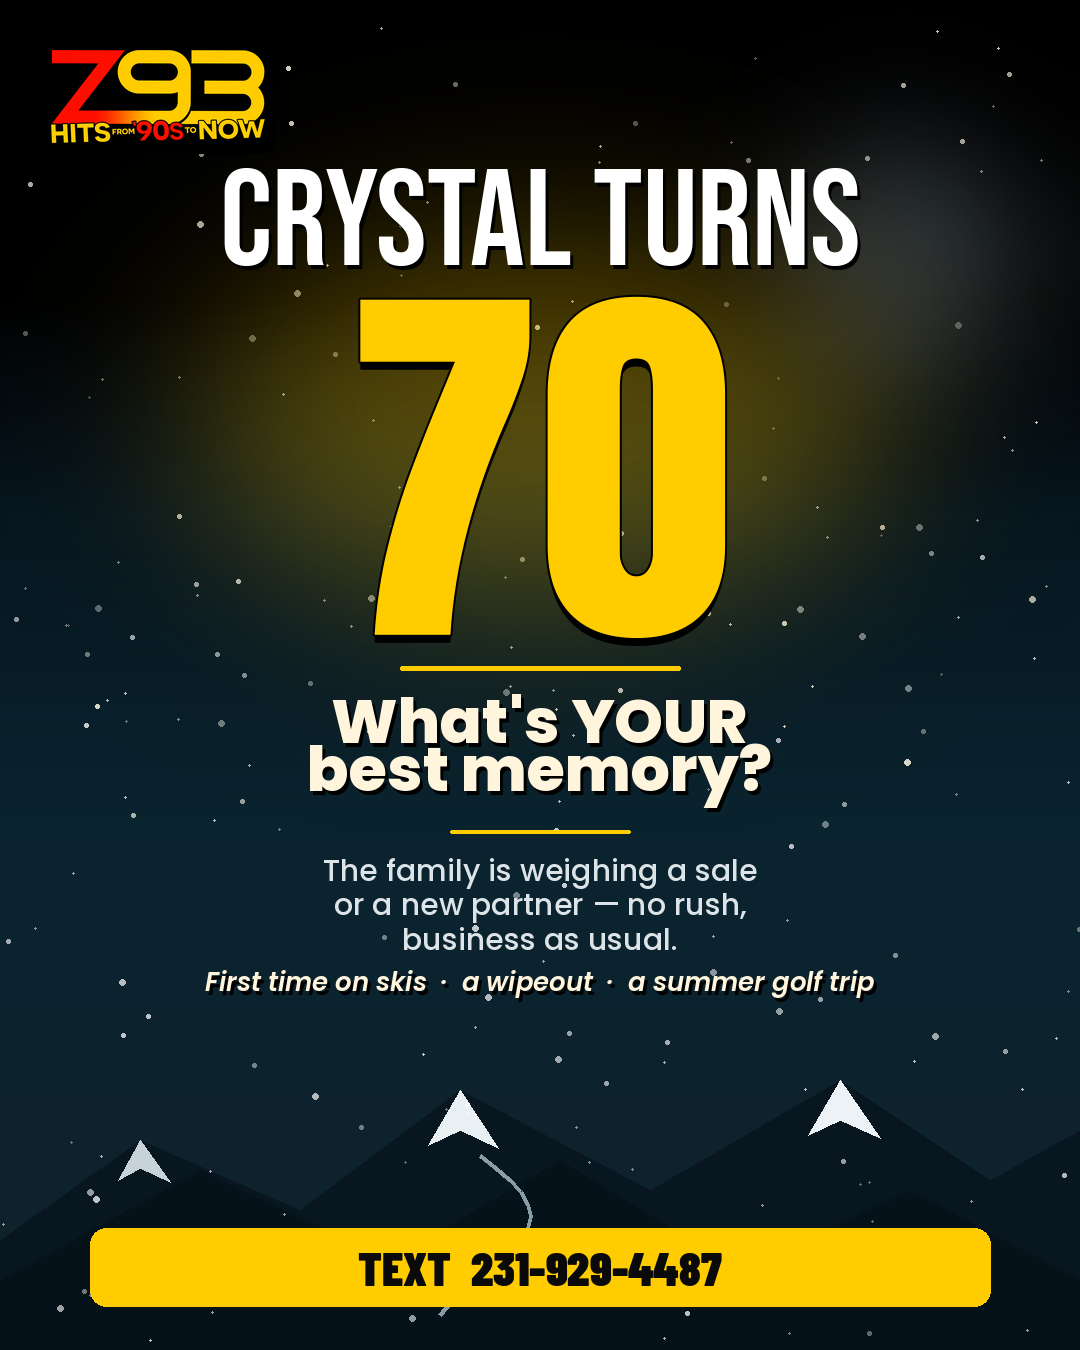 Z93
HITS FROM '90S TO NOW
CRYSTAL TURNS
70
What's YOUR
best memory?
The family is weighing a sale
or a new partner — no rush,
business as usual.
First time on skis · a wipeout · a summer golf trip
TEXT 231-929-4487